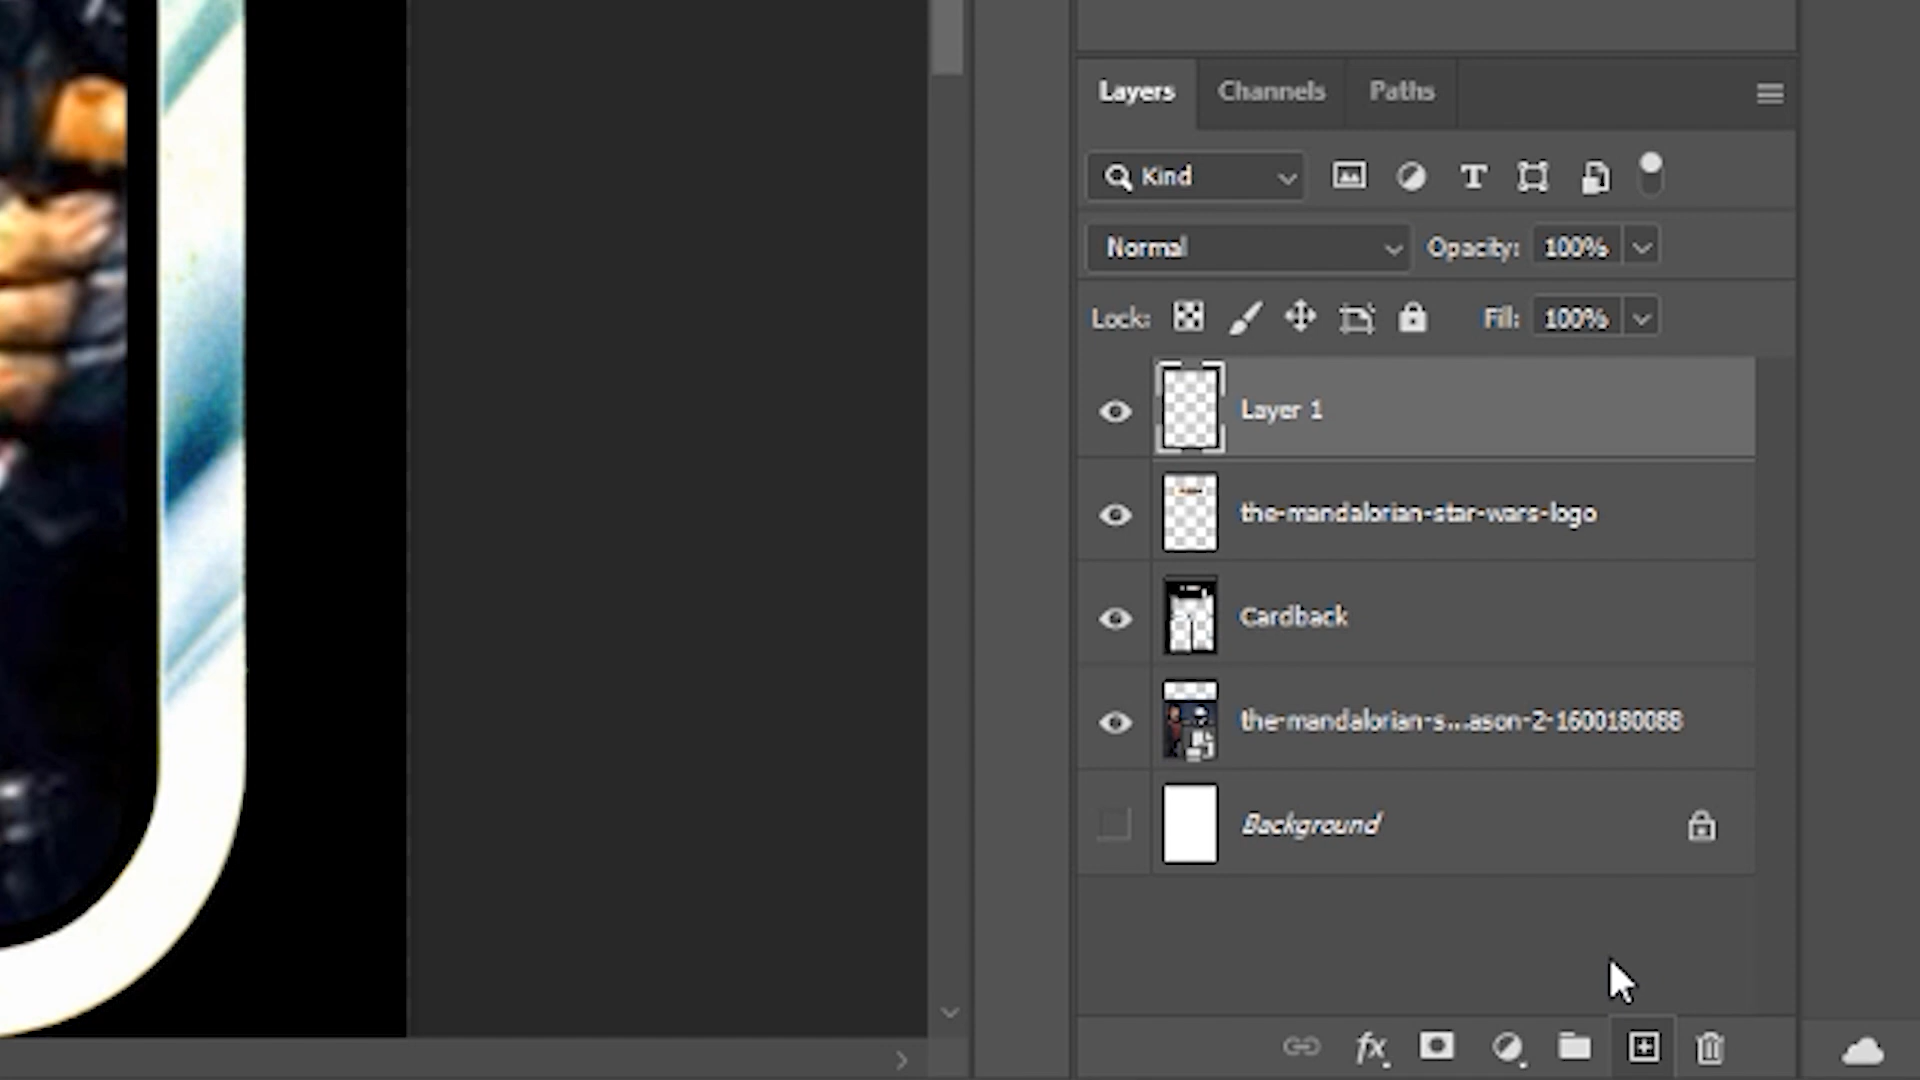 Layers Channels Paths
Kind T
Normal Opacity: 100%
Lock: Fill: 100%
Layer 1
the-mandalorian-star-wars-logo
Cardback
the-mandalorian-s...ason-2-1600180088
Background
fx